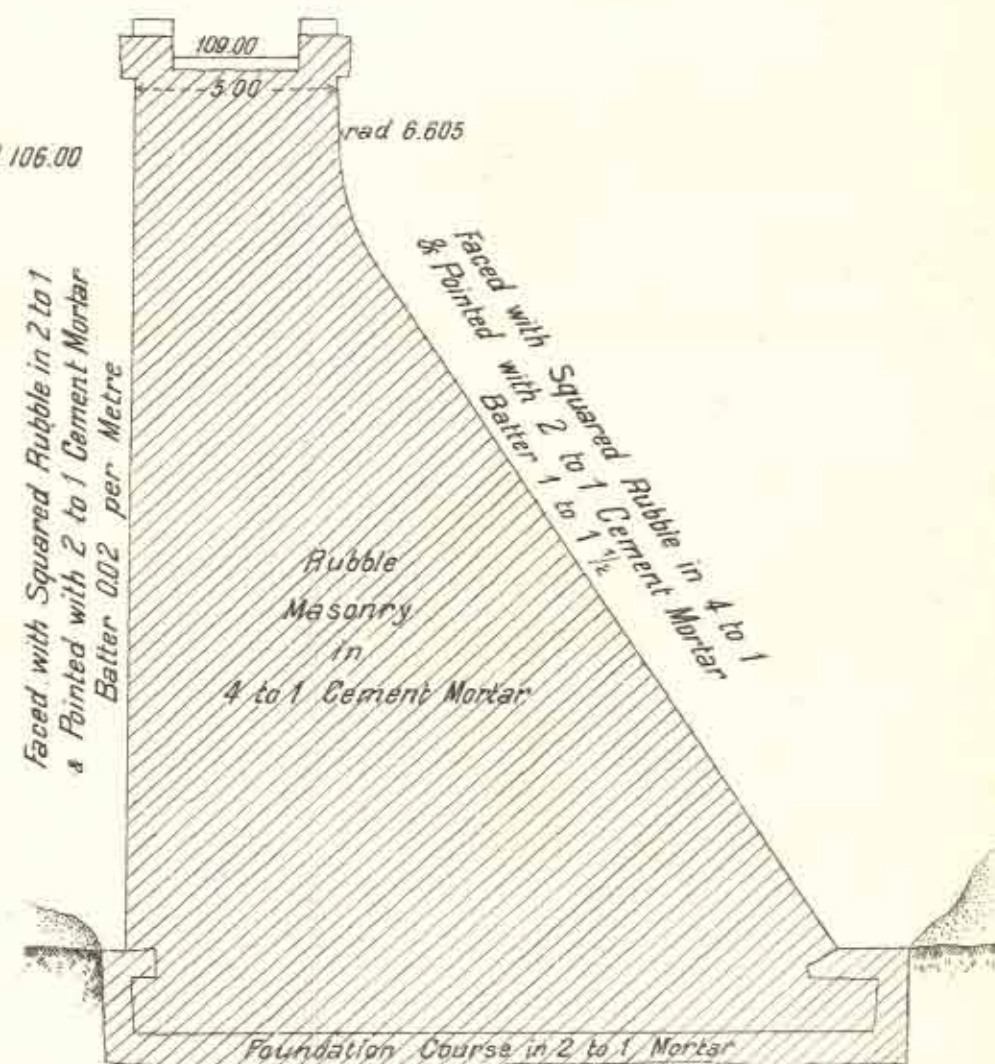 109.00
5.00
rad 6.605
106.00
Faced with Squared Rubble in 2 to 1
& Pointed with 2 to 1 Cement Mortar
Batter 0.02 per Metre
Faced with Squared Rubble in 4 to 1
& Pointed with 2 to 1 Cement Mortar
Batter 1 to 1 1/2
Rubble
Masonry
in
4 to 1 Cement Mortar
Foundation Course in 2 to 1 Mortar